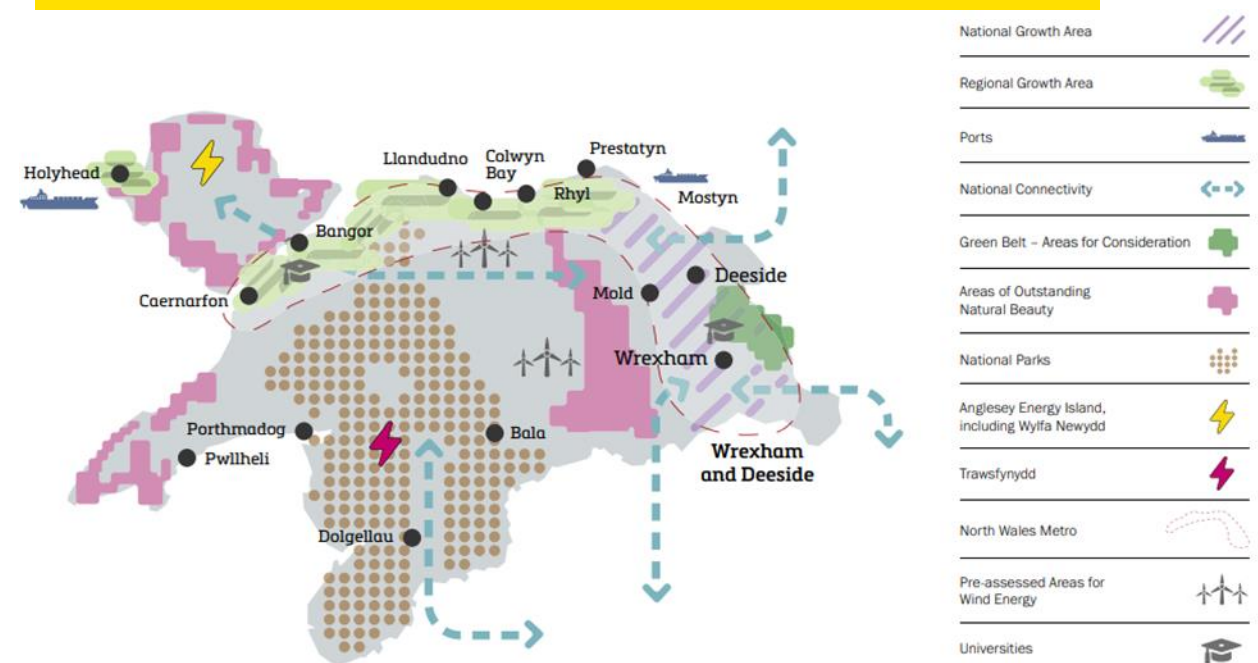 Holyhead
Llandudno
Colwyn
Bay
Prestatyn
Rhyl
Mostyn
Bangor
Caernarfon
Mold
Deeside
Wrexham
Porthmadog
Pwllheli
Bala
Wrexham
and Deeside
Dolgellau
National Growth Area
Regional Growth Area
Ports
National Connectivity
Green Belt – Areas for Consideration
Areas of Outstanding
Natural Beauty
National Parks
Anglesey Energy Island,
including Wylfa Newydd
Trawsfynydd
North Wales Metro
Pre-assessed Areas for
Wind Energy
Universities